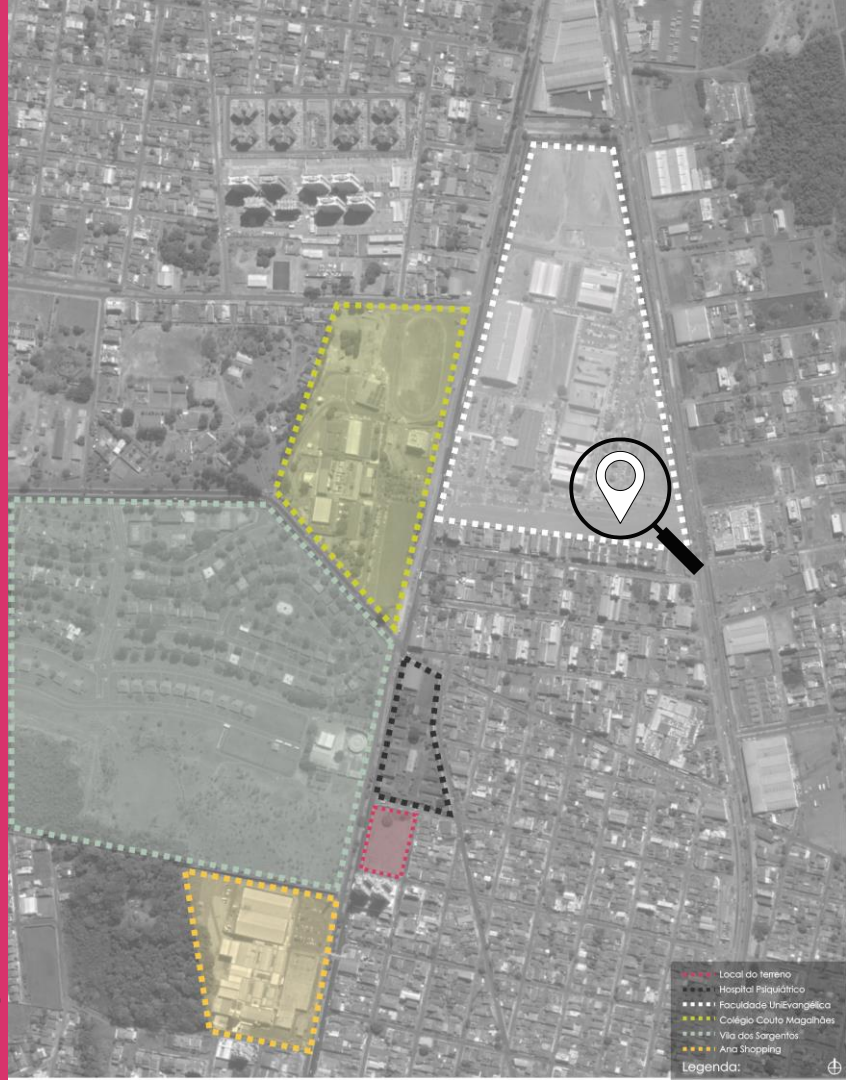 Local do terreno
Hospital Psiquiátrico
Faculdade UniEvangélica
Colégio Couto Magalhães
Vila dos Sargentos
Ana Shopping
Legenda: